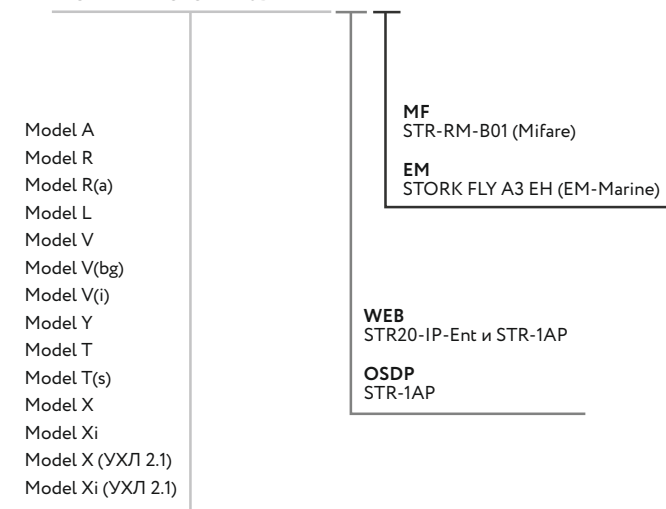 Model A
Model R
Model R(a)
Model L
Model V
Model V(bg)
Model V(i)
Model Y
Model T
Model T(s)
Model X
Model Xi
Model X (УХЛ 2.1)
Model Xi (УХЛ 2.1)
MF
STR-RM-B01 (Mifare)
EM
STORK FLY A3 EH (EM-Marine)
WEB
STR20-IP-Ent и STR-1AP
OSDP
STR-1AP